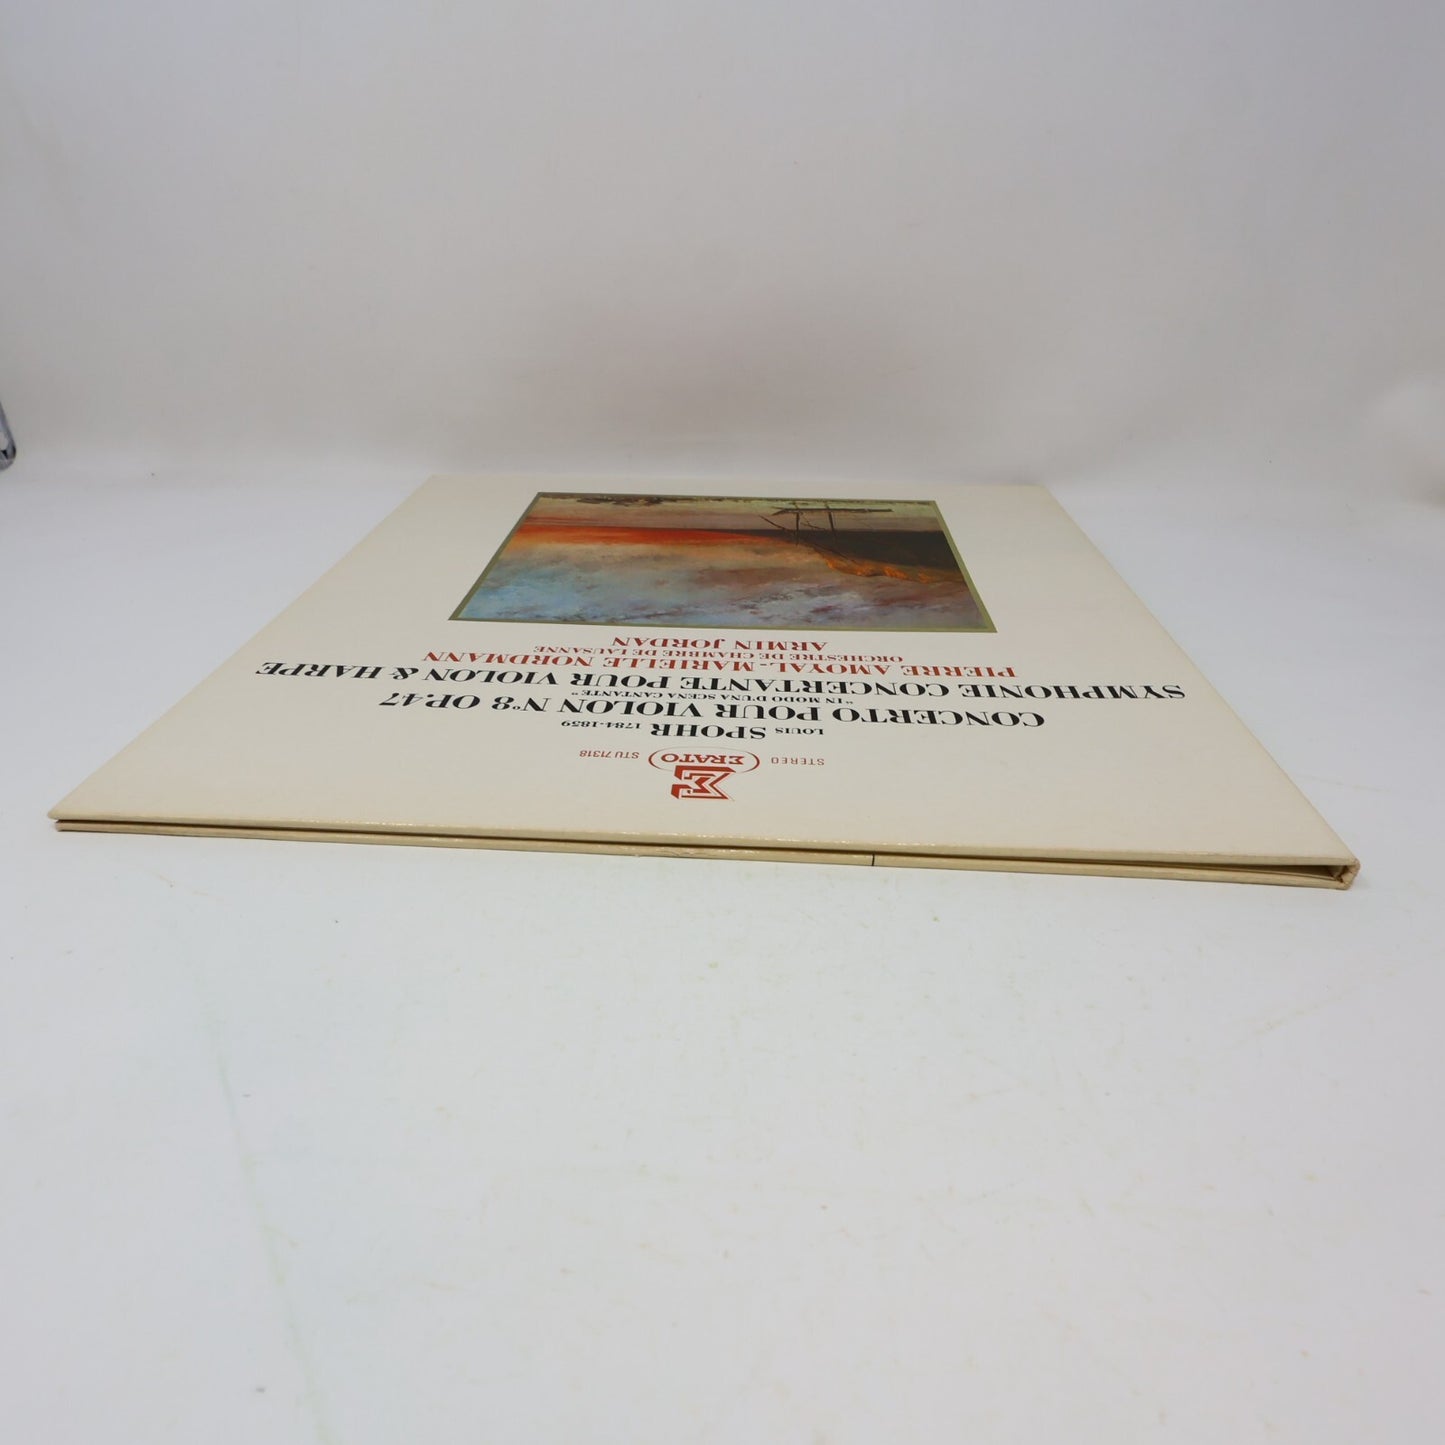 STEREO ERATO STU 71318
LOUIS SPOHR 1784-1859
CONCERTO POUR VIOLON N°8 OP.47
"IN MODO D'UNA SCENA CANTANTE"
SYMPHONIE CONCERTANTE POUR VIOLON & HARPE
PIERRE AMOYAL - MARIELLE NORDMANN
ORCHESTRE DE CHAMBRE DE LAUSANNE
ARMIN JORDAN